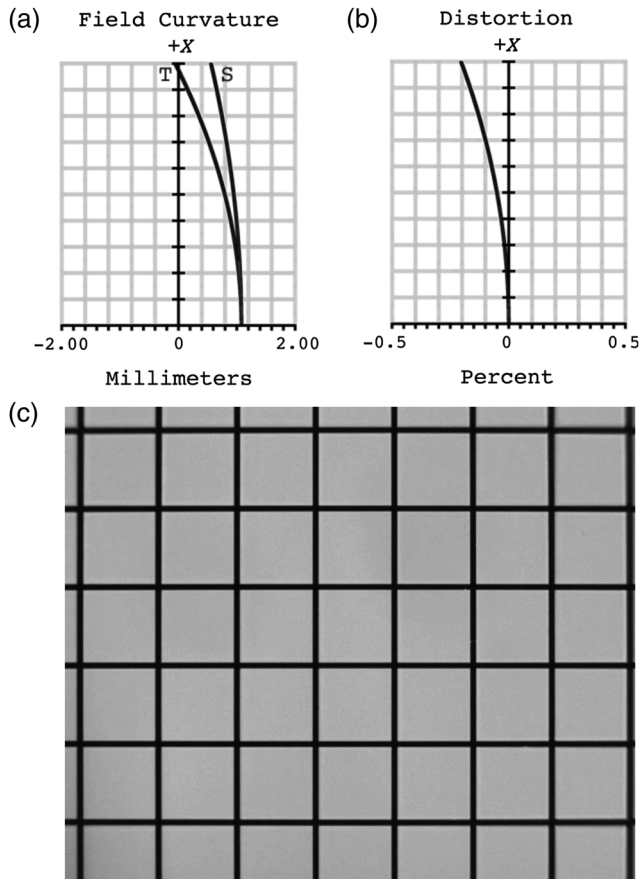 (a)
Field Curvature
+X
T
S
-2.00
0
2.00
Millimeters
(b)
Distortion
+X
-0.5
0
0.5
Percent
(c)